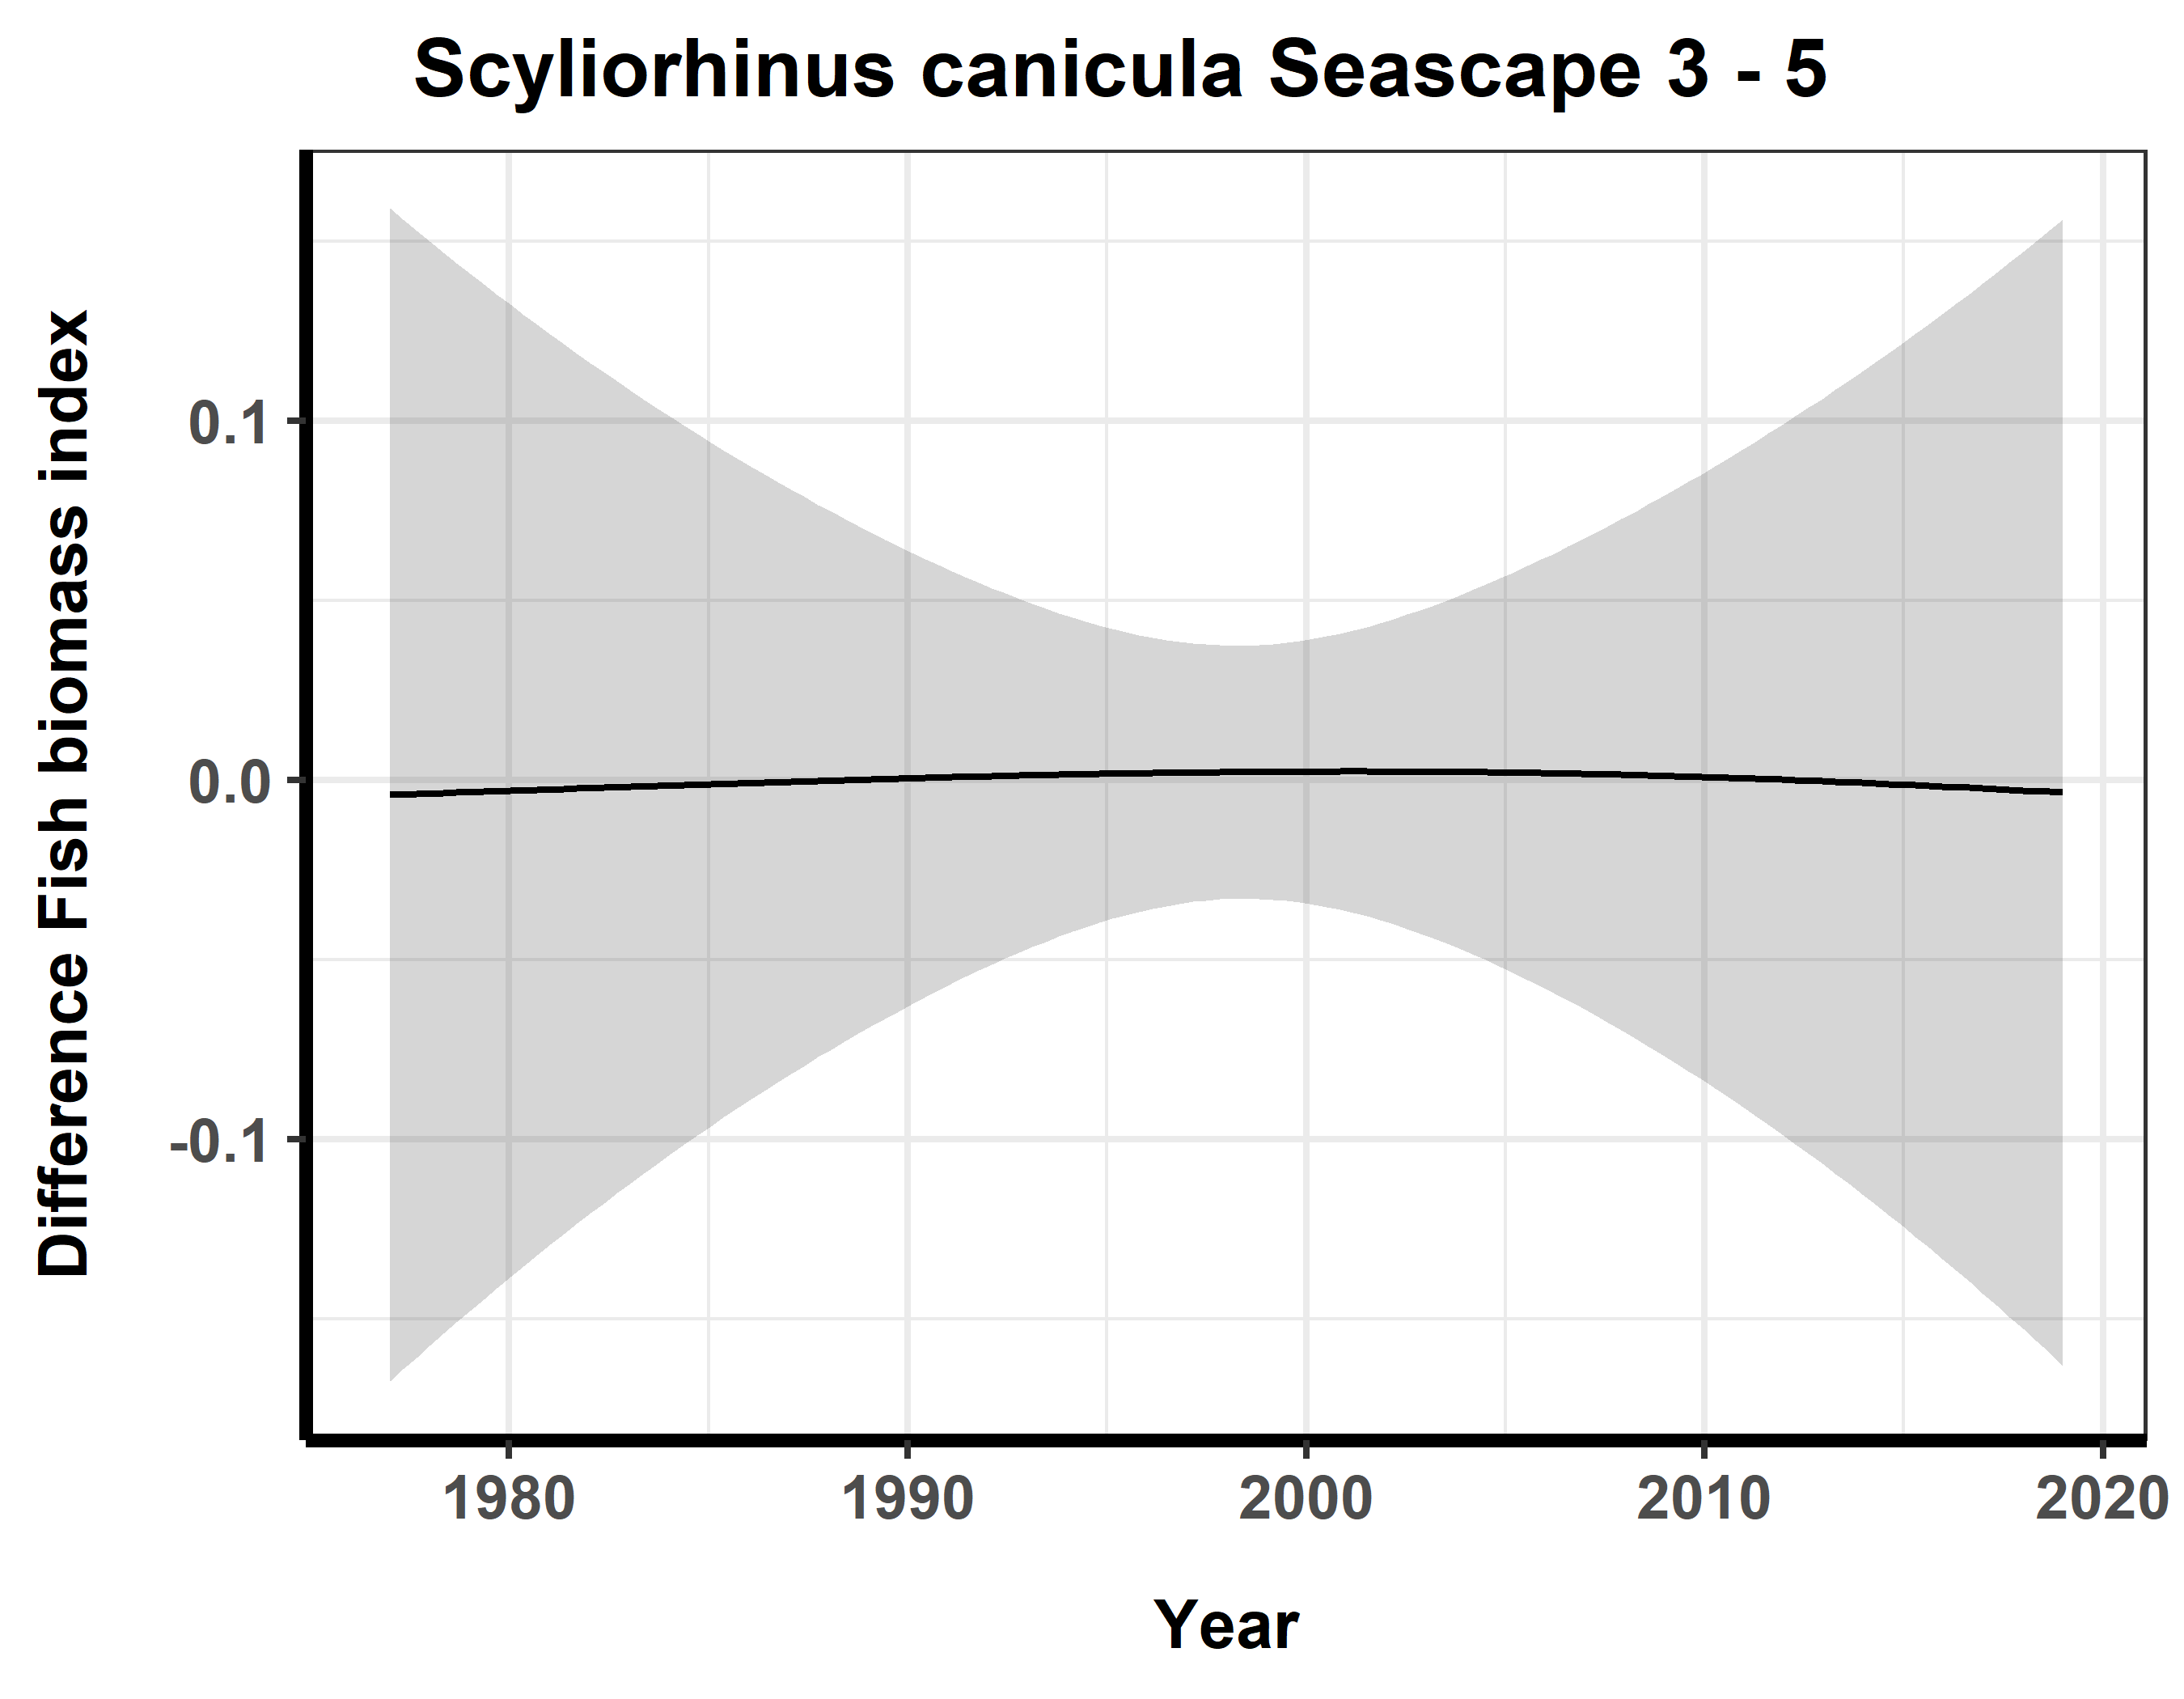 Scyliorhinus canicula Seascape 3 - 5
Difference Fish biomass index
0.1
0.0
-0.1
1980 1990 2000 2010 2020
Year